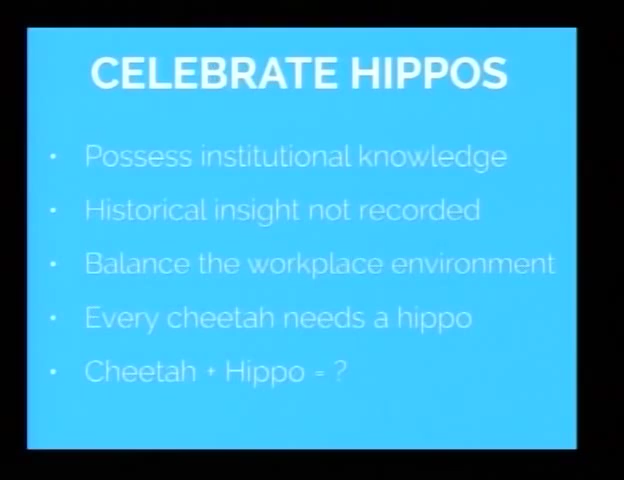 CELEBRATE HIPPOS
• Possess institutional knowledge
• Historical insight not recorded
• Balance the workplace environment
• Every cheetah needs a hippo
• Cheetah + Hippo = ?